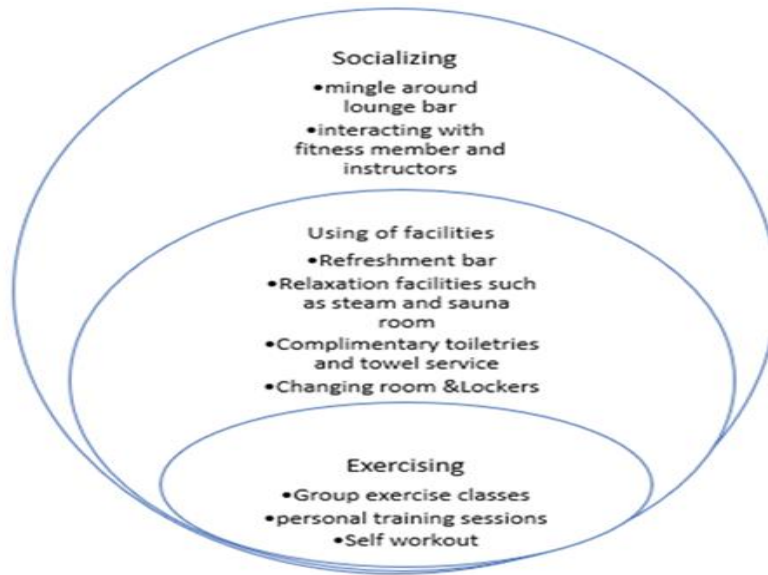 Socializing
•mingle around
lounge bar
•interacting with
fitness member and
instructors
Using of facilities
•Refreshment bar
•Relaxation facilities such
as steam and sauna
room
•Complimentary toiletries
and towel service
•Changing room &Lockers
Exercising
•Group exercise classes
•personal training sessions
•Self workout